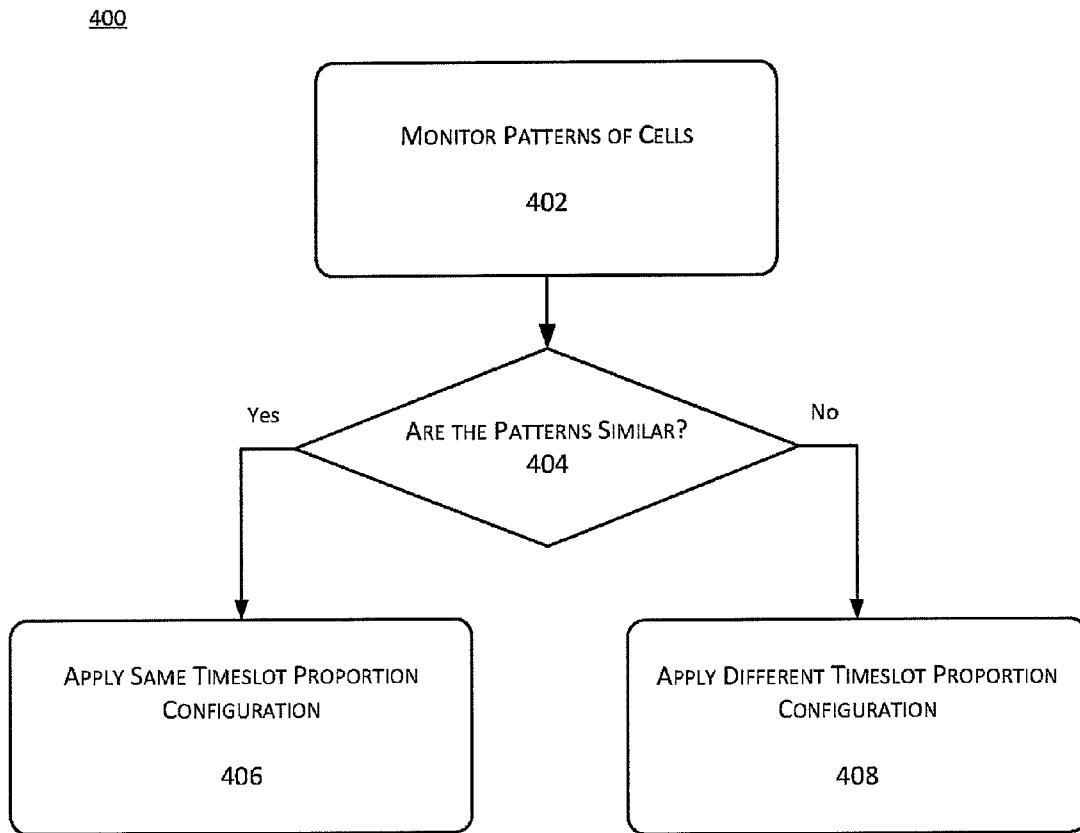 400
MONITOR PATTERNS OF CELLS
402
Yes
No
ARE THE PATTERNS SIMILAR?
404
APPLY SAME TIMESLOT PROPORTION
CONFIGURATION
406
APPLY DIFFERENT TIMESLOT PROPORTION
CONFIGURATION
408